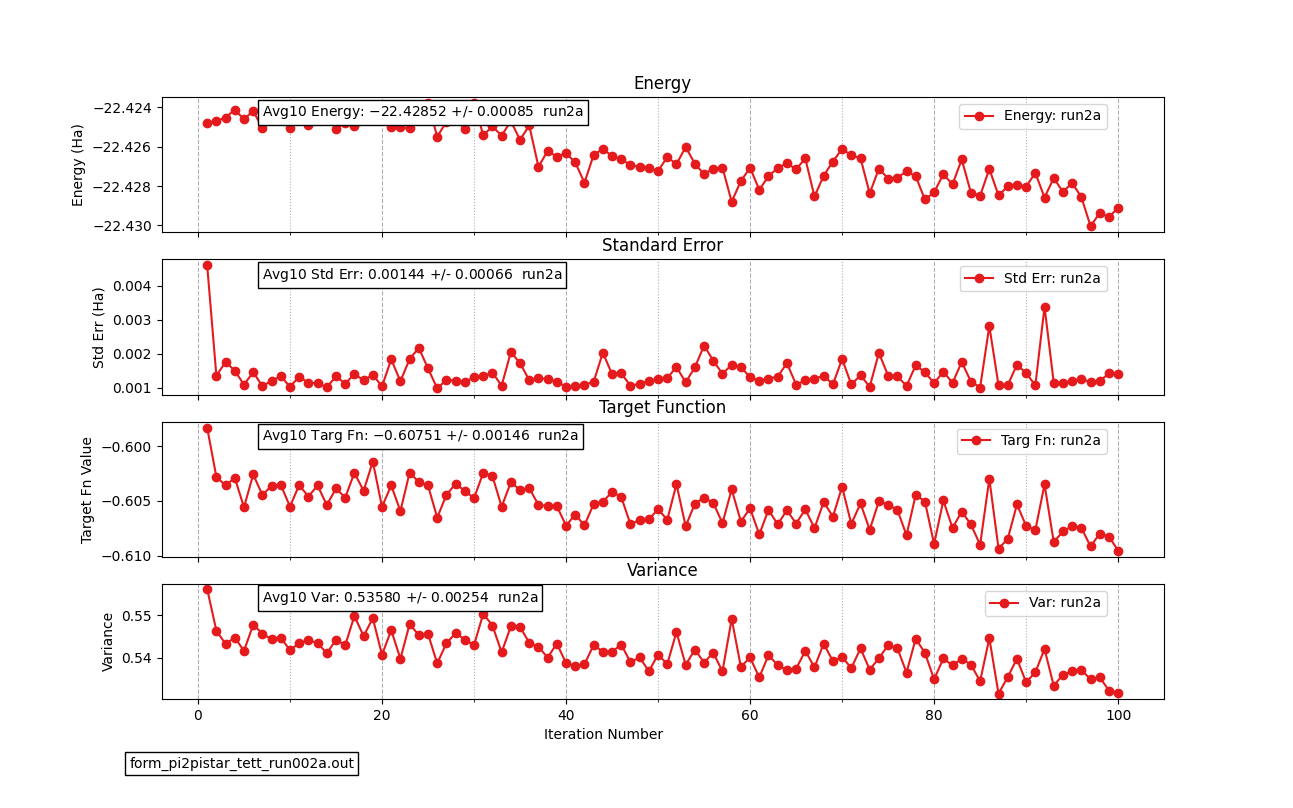 Energy
Avg10 Energy: −22.42852 +/- 0.00085  run2a
Energy: run2a
Energy (Ha)
−22.424
−22.426
−22.428
−22.430
Standard Error
Avg10 Std Err: 0.00144 +/- 0.00066  run2a
Std Err: run2a
Std Err (Ha)
0.004
0.003
0.002
0.001
Target Function
Avg10 Targ Fn: −0.60751 +/- 0.00146  run2a
Targ Fn: run2a
Target Fn Value
−0.600
−0.605
−0.610
Variance
Avg10 Var: 0.53580 +/- 0.00254  run2a
Var: run2a
Variance
0.55
0.54
0 20 40 60 80 100
Iteration Number
form_pi2pistar_tett_run002a.out